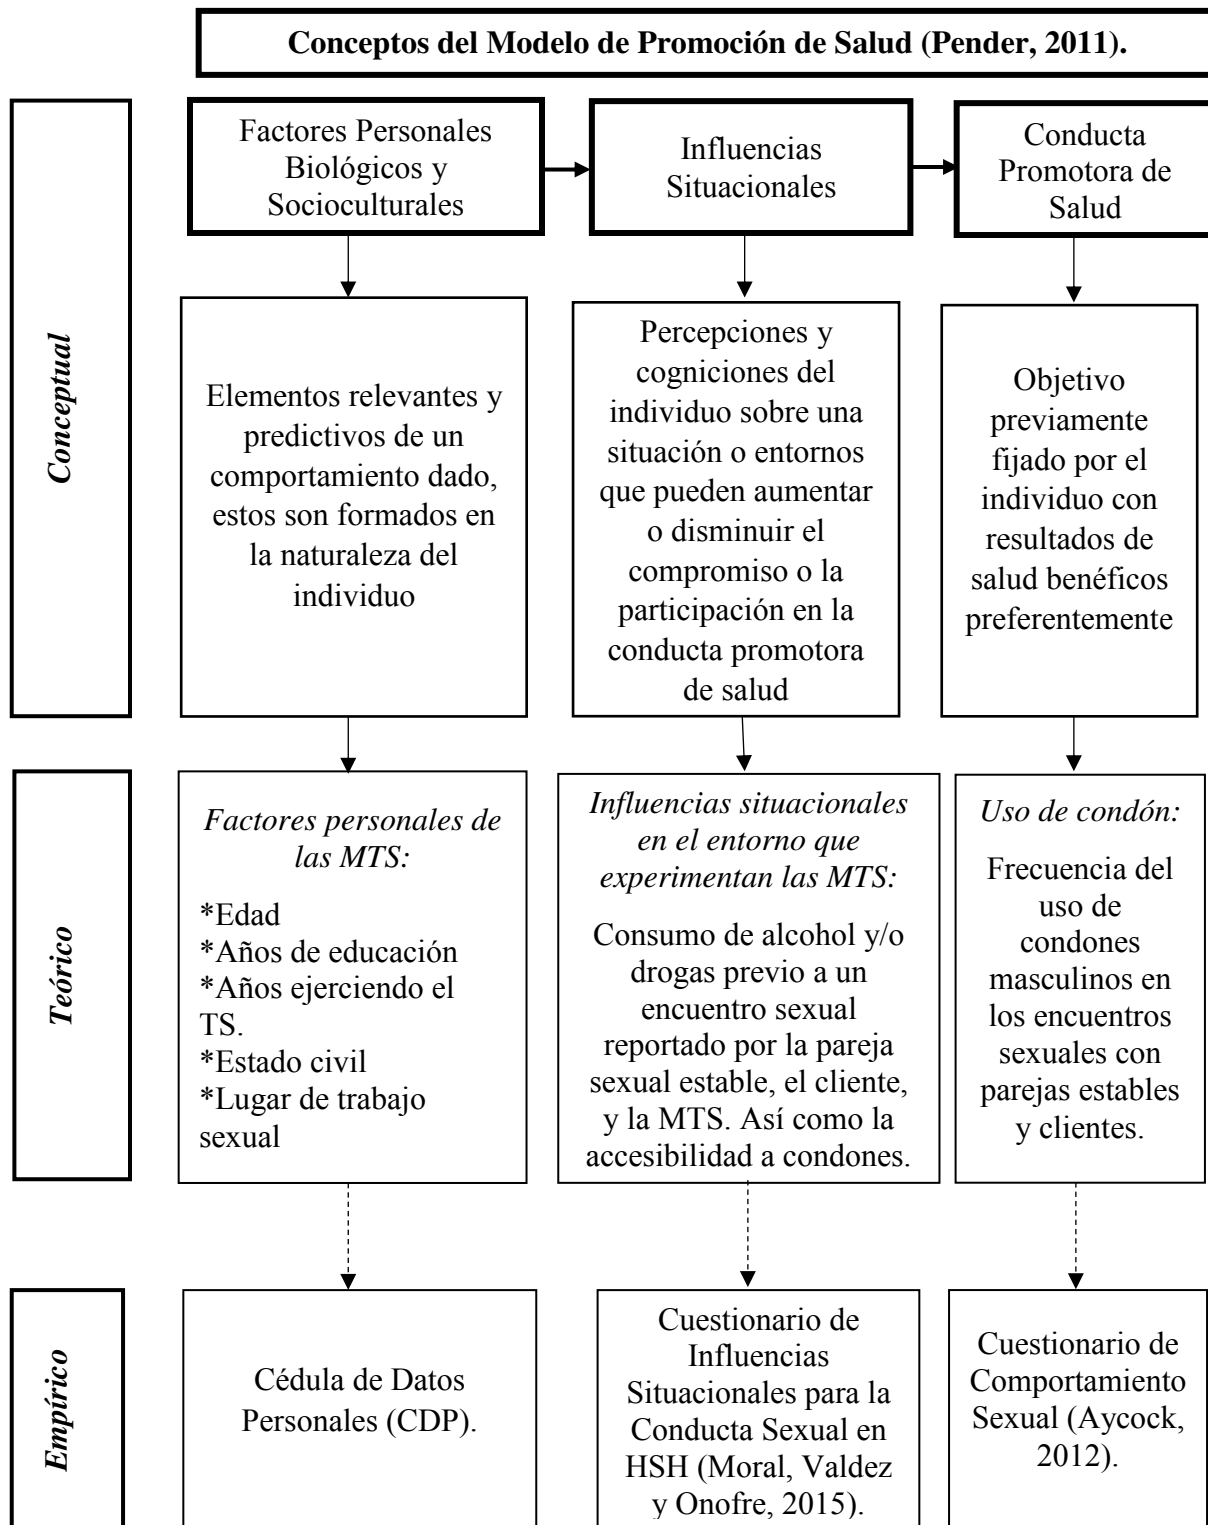 Conceptos del Modelo de Promoción de Salud (Pender, 2011).
Conceptual
Factores Personales
Biológicos y
Socioculturales
Influencias
Situacionales
Conducta
Promotora de
Salud
Elementos relevantes y
predictivos de un
comportamiento dado,
estos son formados en
la naturaleza del
individuo
Percepciones y
cogniciones del
individuo sobre una
situación o entornos
que pueden aumentar
o disminuir el
compromiso o la
participación en la
conducta promotora
de salud
Objetivo
previamente
fijado por el
individuo con
resultados de
salud benéficos
preferentemente
Teórico
Factores personales de
las MTS:
*Edad
*Años de educación
*Años ejerciendo el
TS.
*Estado civil
*Lugar de trabajo
sexual
Influencias situacionales
en el entorno que
experimentan las MTS:
Consumo de alcohol y/o
drogas previo a un
encuentro sexual
reportado por la pareja
sexual estable, el cliente,
y la MTS. Así como la
accesibilidad a condones.
Uso de condón:
Frecuencia del
uso de
condones
masculinos en
los encuentros
sexuales con
parejas estables
y clientes.
Empírico
Cédula de Datos
Personales (CDP).
Cuestionario de
Influencias
Situacionales para la
Conducta Sexual en
HSH (Moral, Valdez
y Onofre, 2015).
Cuestionario de
Comportamiento
Sexual (Aycock,
2012).